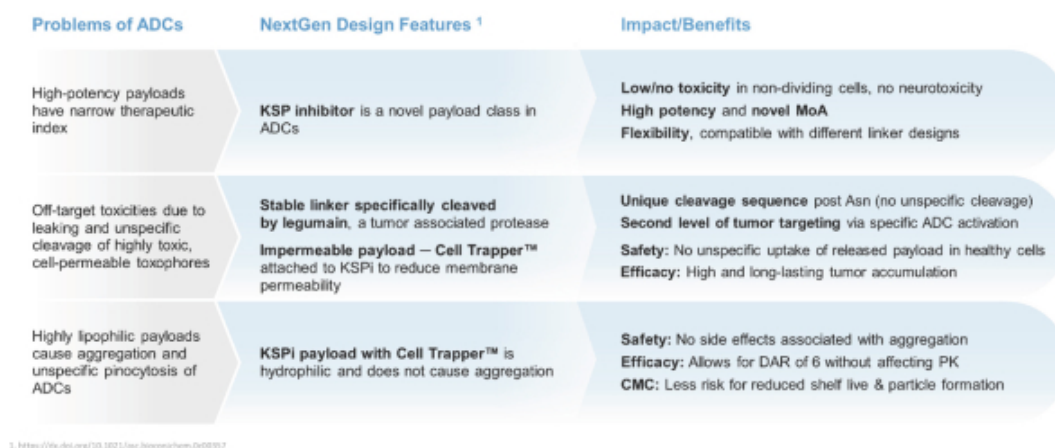 Problems of ADCs
NextGen Design Features 1
Impact/Benefits
High-potency payloads
have narrow therapeutic
index
KSP inhibitor is a novel payload class in
ADCs
Low/no toxicity in non-dividing cells, no neurotoxicity
High potency and novel MoA
Flexibility, compatible with different linker designs
Off-target toxicities due to
leaking and unspecific
cleavage of highly toxic,
cell-permeable toxophores
Stable linker specifically cleaved
by legumain, a tumor associated protease
Impermeable payload – Cell Trapper™
attached to KSPi to reduce membrane
permeability
Unique cleavage sequence post Asn (no unspecific cleavage)
Second level of tumor targeting via specific ADC activation
Safety: No unspecific uptake of released payload in healthy cells
Efficacy: High and long-lasting tumor accumulation
Highly lipophilic payloads
cause aggregation and
unspecific pinocytosis of
ADCs
KSPi payload with Cell Trapper™ is
hydrophilic and does not cause aggregation
Safety: No side effects associated with aggregation
Efficacy: Allows for DAR of 6 without affecting PK
CMC: Less risk for reduced shelf live & particle formation